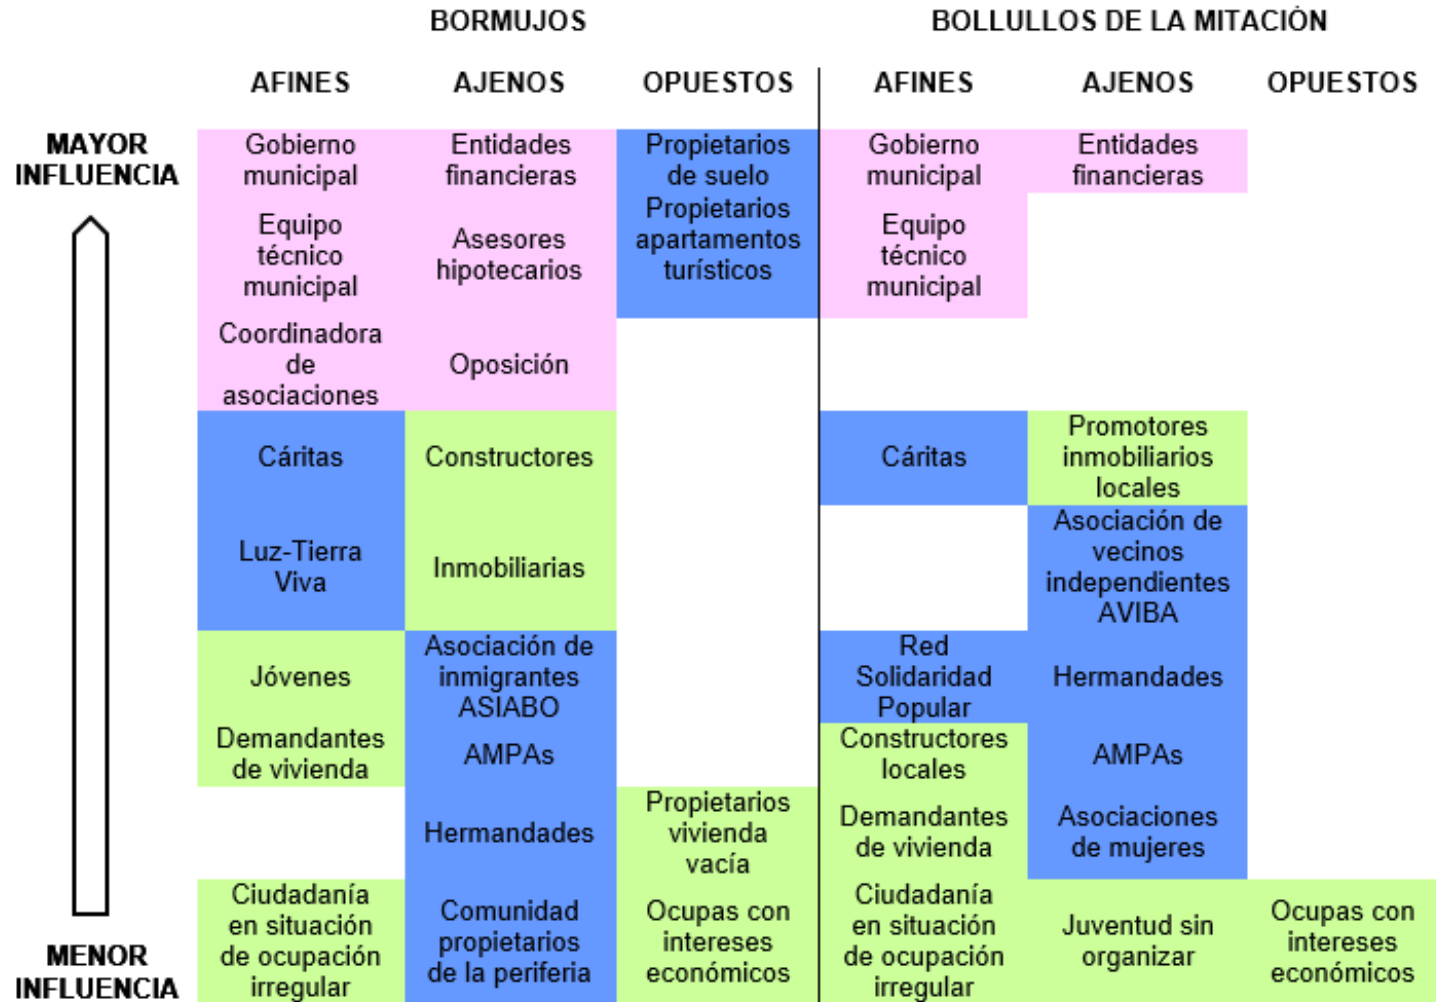 BORMUJOS
BOLLULLOS DE LA MITACIÓN
AFINES
AJENOS
OPUESTOS
AFINES
AJENOS
OPUESTOS
MAYOR
INFLUENCIA
Gobierno
municipal
Entidades
financieras
Propietarios
de suelo
Gobierno
municipal
Entidades
financieras
Equipo
técnico
municipal
Asesores
hipotecarios
Propietarios
apartamentos
turísticos
Equipo
técnico
municipal
Coordinadora
de
asociaciones
Oposición
Cáritas
Constructores
Cáritas
Promotores
inmobiliarios
locales
Luz-Tierra
Viva
Inmobiliarias
Asociación de
vecinos
independientes
AVIBA
Jóvenes
Asociación de
inmigrantes
ASIABO
Red
Solidaridad
Popular
Hermandades
Demandantes
de vivienda
AMPAs
Constructores
locales
AMPAs
Hermandades
Propietarios
vivienda
vacía
Demandantes
de vivienda
Asociaciones
de mujeres
MENOR
INFLUENCIA
Ciudadanía
en situación
de ocupación
irregular
Comunidad
propietarios
de la periferia
Ocupas con
intereses
económicos
Ciudadanía
en situación
de ocupación
irregular
Juventud sin
organizar
Ocupas con
intereses
económicos